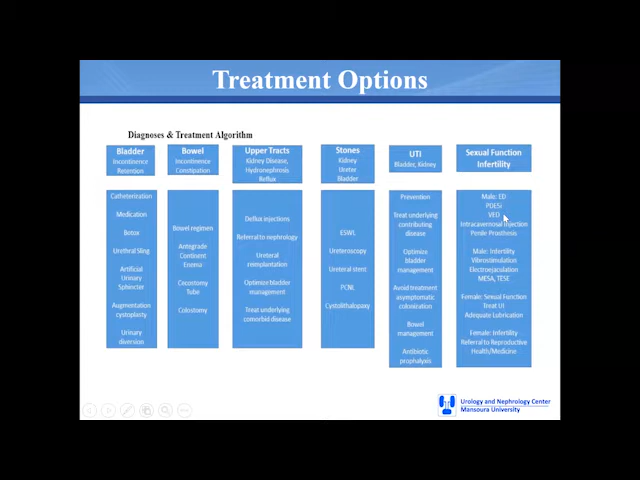 Treatment Options
Diagnoses & Treatment Algorithm
Bladder
Incontinence
Retention
Catheterization
Medication
Botox
Urethral Sling
Artificial
Urinary
Sphincter
Augmentation
cystoplasty
Urinary
diversion
Bowel
Incontinence
Constipation
Bowel regimen
Antegrade
Continent
Enema
Cecostomy
Tube
Colostomy
Upper Tracts
Kidney Disease,
Hydronephrosis
Reflux
Deflux injections
Referral to nephrology
Ureteral
reimplantation
Optimize bladder
management
Treat underlying
comorbid disease
Stones
Kidney
Ureter
Bladder
ESWL
Ureteroscopy
Ureteral stent
PCNL
Cystolithalopaxy
UTI
Bladder, Kidney
Prevention
Treat underlying
contributing
disease
Optimize
bladder
management
Avoid treatment
asymptomatic
colonization
Bowel
management
Antibiotic
prophalysis
Sexual Function
Infertility
Male: ED
PDE5i
VED
Intracavernosal Injection
Penile Prosthesis
Male: Infertility
Vibrostimulation
Electroejaculation
MESA, TESE
Female: Sexual Function
Treat UI
Adequate Lubrication
Female: Infertility
Referral to Reproductive
Health/Medicine
Urology and Nephrology Center
Mansoura University